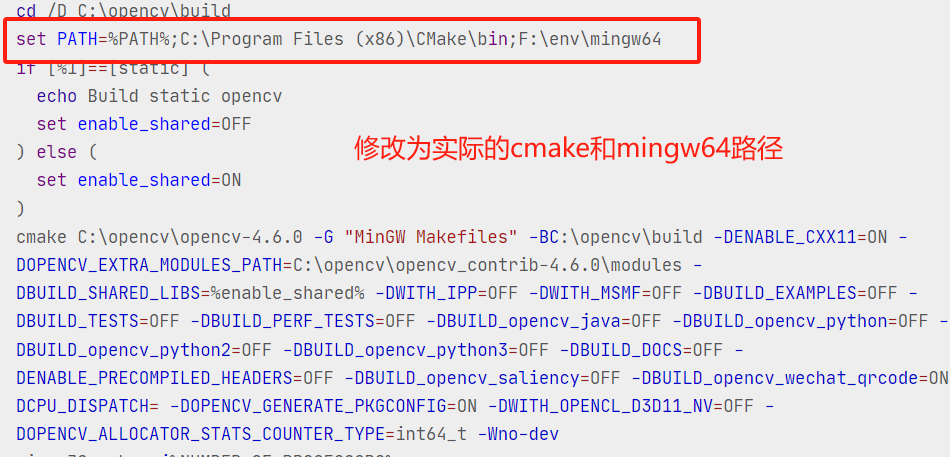 cd /D C:\opencv\build
set PATH=%PATH%;C:\Program Files (x86)\CMake\bin;F:\env\mingw64
if [%1]==[static] (
echo Build static opencv
set enable_shared=OFF
) else (
修改为实际的cmake和mingw64路径
set enable_shared=ON
)
cmake C:\opencv\opencv-4.6.0 -G "MinGW Makefiles" -BC:\opencv\build -DENABLE_CXX11=ON -
DOPENCV_EXTRA_MODULES_PATH=C:\opencv\opencv_contrib-4.6.0\modules -
DBUILD_SHARED_LIBS=%enable_shared% -DWITH_IPP=OFF -DWITH_MSMF=OFF -DBUILD_EXAMPLES=OFF -
DBUILD_TESTS=OFF -DBUILD_PERF_TESTS=OFF -DBUILD_opencv_java=OFF -DBUILD_opencv_python=OFF -
DBUILD_opencv_python2=OFF -DBUILD_opencv_python3=OFF -DBUILD_DOCS=OFF -
DENABLE_PRECOMPILED_HEADERS=OFF -DBUILD_opencv_saliency=OFF -DBUILD_opencv_wechat_qrcode=ON
DCPU_DISPATCH= -DOPENCV_GENERATE_PKGCONFIG=ON -DWITH_OPENCL_D3D11_NV=OFF -
DOPENCV_ALLOCATOR_STATS_COUNTER_TYPE=int64_t -Wno-dev